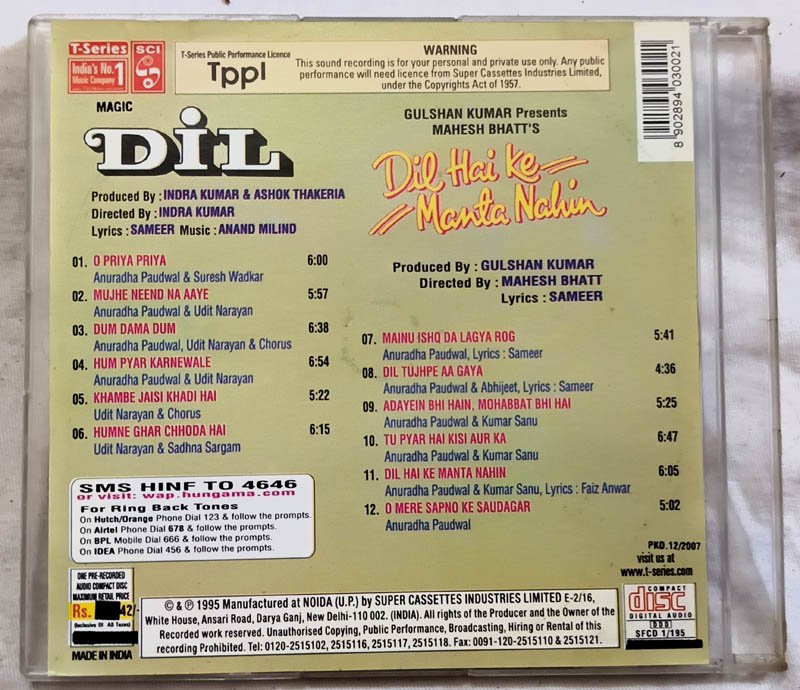 T-Series
India's No.1
Music Company
SCI
T-Series Public Performance Licence
Tppl
WARNING
This sound recording is for your personal and private use only. Any public
performance will need licence from Super Cassettes Industries Limited,
under the Copyrights Act of 1957.
8 902894 030021
MAGIC
DiL
Produced By : INDRA KUMAR & ASHOK THAKERIA
Directed By : INDRA KUMAR
Lyrics : SAMEER Music : ANAND MILIND
01. O PRIYA PRIYA 6:00
Anuradha Paudwal & Suresh Wadkar
02. MUJHE NEEND NA AAYE 5:57
Anuradha Paudwal & Udit Narayan
03. DUM DAMA DUM 6:38
Anuradha Paudwal, Udit Narayan & Chorus
04. HUM PYAR KARNEWALE 6:54
Anuradha Paudwal & Udit Narayan
05. KHAMBE JAISI KHADI HAI 5:22
Udit Narayan & Chorus
06. HUMNE GHAR CHHODA HAI 6:15
Udit Narayan & Sadhna Sargam
GULSHAN KUMAR Presents
MAHESH BHATT'S
Dil Hai Ke
Manta Nahin
Produced By : GULSHAN KUMAR
Directed By : MAHESH BHATT
Lyrics : SAMEER
07. MAINU ISHQ DA LAGYA ROG 5:41
Anuradha Paudwal, Lyrics : Sameer
08. DIL TUJHPE AA GAYA 4:36
Anuradha Paudwal & Abhijeet, Lyrics : Sameer
09. ADAYEIN BHI HAIN, MOHABBAT BHI HAI 5:25
Anuradha Paudwal & Kumar Sanu
10. TU PYAR HAI KISI AUR KA 6:47
Anuradha Paudwal & Kumar Sanu
11. DIL HAI KE MANTA NAHIN 6:05
Anuradha Paudwal & Kumar Sanu, Lyrics : Faiz Anwar
12. O MERE SAPNO KE SAUDAGAR 5:02
Anuradha Paudwal
SMS HINF TO 4646
or visit: wap.hungama.com
For Ring Back Tones
On Hutch/Orange Phone Dial 123 & follow the prompts.
On Airtel Phone Dial 678 & follow the prompts.
On BPL Mobile Dial 666 & follow the prompts.
On IDEA Phone Dial 456 & follow the prompts.
PKD. 12/2007
visit us at
www.t-series.com
ONE PRE-RECORDED
AUDIO COMPACT DISC
MAXIMUM RETAIL PRICE
Rs. 42/-
(Inclusive Of All Taxes)
MADE IN INDIA
© & ℗ 1995 Manufactured at NOIDA (U.P.) by SUPER CASSETTES INDUSTRIES LIMITED E-2/16,
White House, Ansari Road, Darya Ganj, New Delhi-110 002. (INDIA). All rights of the Producer and the Owner of the
Recorded work reserved. Unauthorised Copying, Public Performance, Broadcasting, Hiring or Rental of this
recording Prohibited. Tel: 0120-2515102, 2515116, 2515117, 2515118. Fax: 0091-120-2515110 & 2515121.
COMPACT
disc
DIGITAL AUDIO
DDD
SFCD 1/195